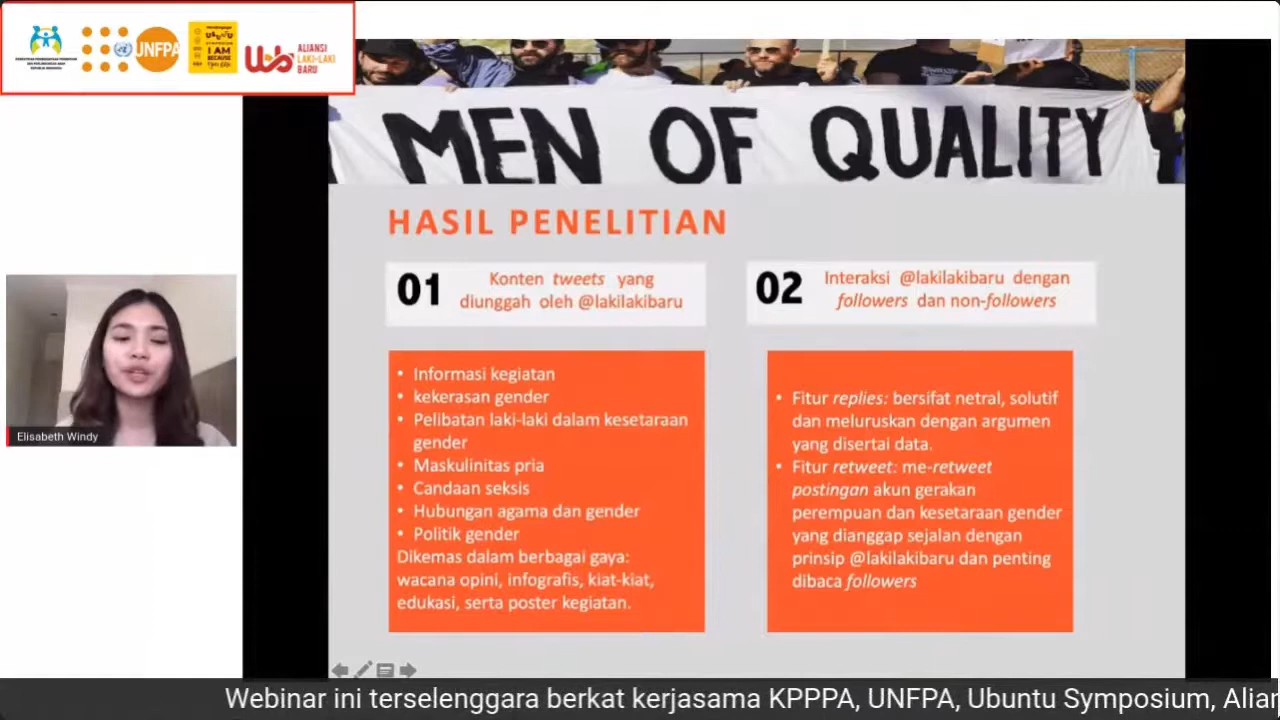 UNFPA
I AM
BECAUSE
ALIANSI
LAKI-LAKI
BARU
MEN OF QUALITY
HASIL PENELITIAN
01
Konten tweets yang
diunggah oleh @lakilakibaru
02
Interaksi @lakilakibaru dengan
followers dan non-followers
• Informasi kegiatan
• kekerasan gender
• Pelibatan laki-laki dalam kesetaraan
gender
• Maskulinitas pria
• Candaan seksis
• Hubungan agama dan gender
• Politik gender
Dikemas dalam berbagai gaya:
wacana opini, infografis, kiat-kiat,
edukasi, serta poster kegiatan.
• Fitur replies: bersifat netral, solutif
dan meluruskan dengan argumen
yang disertai data.
• Fitur retweet: me-retweet
postingan akun gerakan
perempuan dan kesetaraan gender
yang dianggap sejalan dengan
prinsip @lakilakibaru dan penting
dibaca followers
Elisabeth Windy
Webinar ini terselenggara berkat kerjasama KPPPA, UNFPA, Ubuntu Symposium, Alian